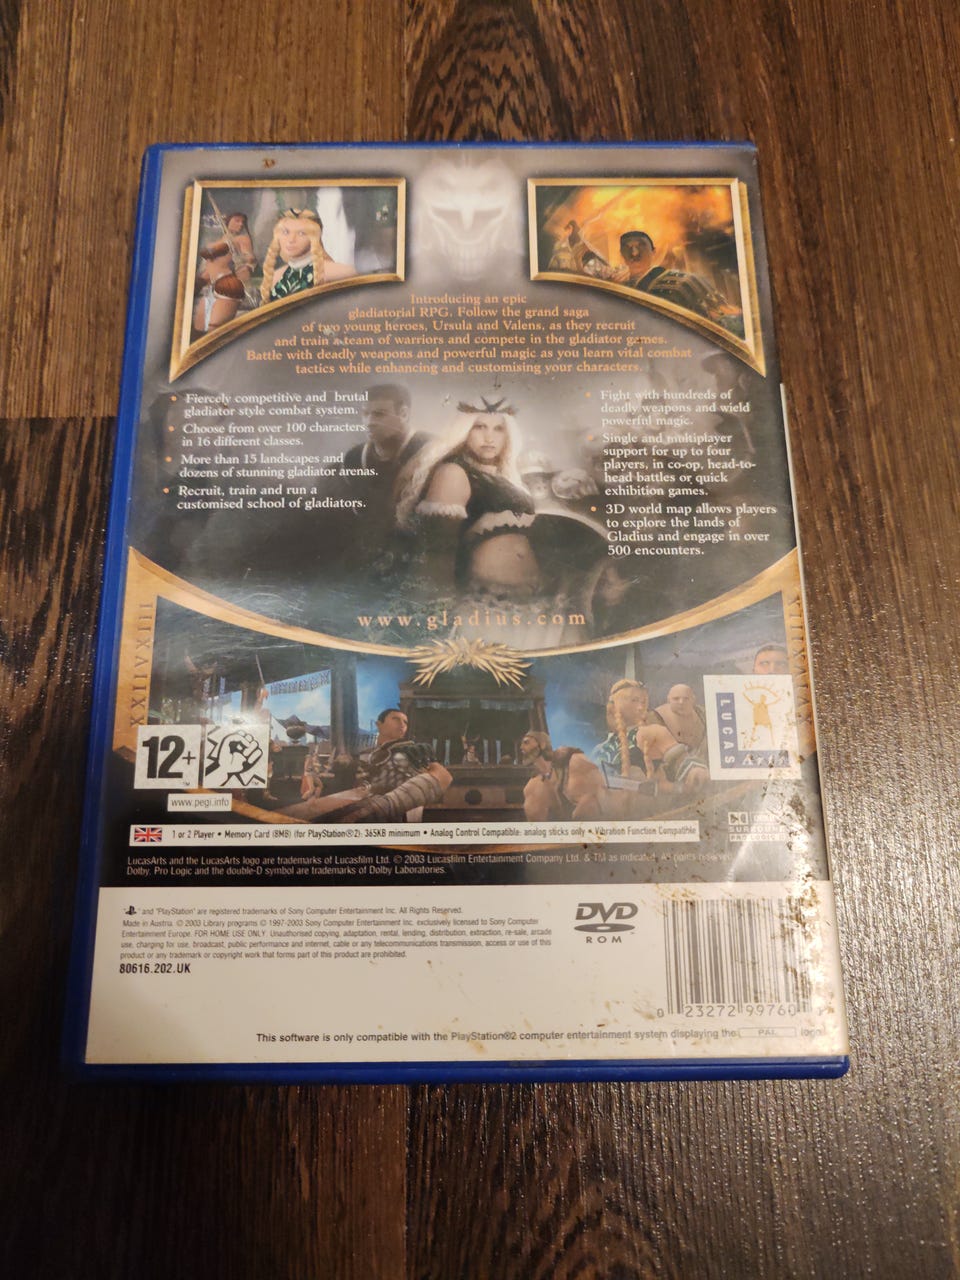 Introducing an epic
gladiatorial RPG. Follow the grand saga
of two young heroes, Ursula and Valens, as they recruit
and train a team of warriors and compete in the gladiator games.
Battle with deadly weapons and powerful magic as you learn vital combat
tactics while enhancing and customising your characters.
• Fiercely competitive and brutal
gladiator style combat system.
• Choose from over 100 characters
in 16 different classes.
• More than 15 landscapes and
dozens of stunning gladiator arenas.
• Recruit, train and run a
customised school of gladiators.
• Fight with hundreds of
deadly weapons and wield
powerful magic.
• Single and multiplayer
support for up to four
players, in co-op, head-to-
head battles or quick
exhibition games.
• 3D world map allows players
to explore the lands of
Gladius and engage in over
500 encounters.
www.gladius.com
XXIIVXIII
LUCAS
Arts
12+
www.pegi.info
1 or 2 Player • Memory Card (8MB) (for PlayStation®2): 365KB minimum • Analog Control Compatible: analog sticks only • Vibration Function Compatible
SURROUND
PRO LOGIC II
LucasArts and the LucasArts logo are trademarks of Lucasfilm Ltd. © 2003 Lucasfilm Entertainment Company Ltd. & TM as indicated. All rights reserved.
Dolby, Pro Logic and the double-D symbol are trademarks of Dolby Laboratories.
" " and "PlayStation" are registered trademarks of Sony Computer Entertainment Inc. All Rights Reserved.
Made in Austria. © 2003 Library programs © 1997-2003 Sony Computer Entertainment Inc. exclusively licensed to Sony Computer
Entertainment Europe. FOR HOME USE ONLY. Unauthorised copying, adaptation, rental, lending, distribution, extraction, re-sale, arcade
use, charging for use, broadcast, public performance and internet, cable or any telecommunications transmission, access or use of this
product or any trademark or copyright work that forms part of this product are prohibited.
80616.202.UK
DVD
ROM
0 23272 99760 1
This software is only compatible with the PlayStation®2 computer entertainment system displaying the PAL logo